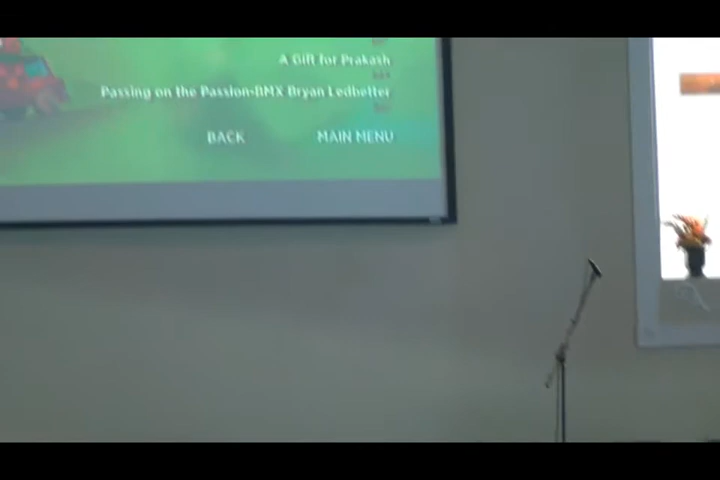 A Gift for Prakash
Passing on the Passion-BMX Bryan Ledbetter
BACK MAIN MENU